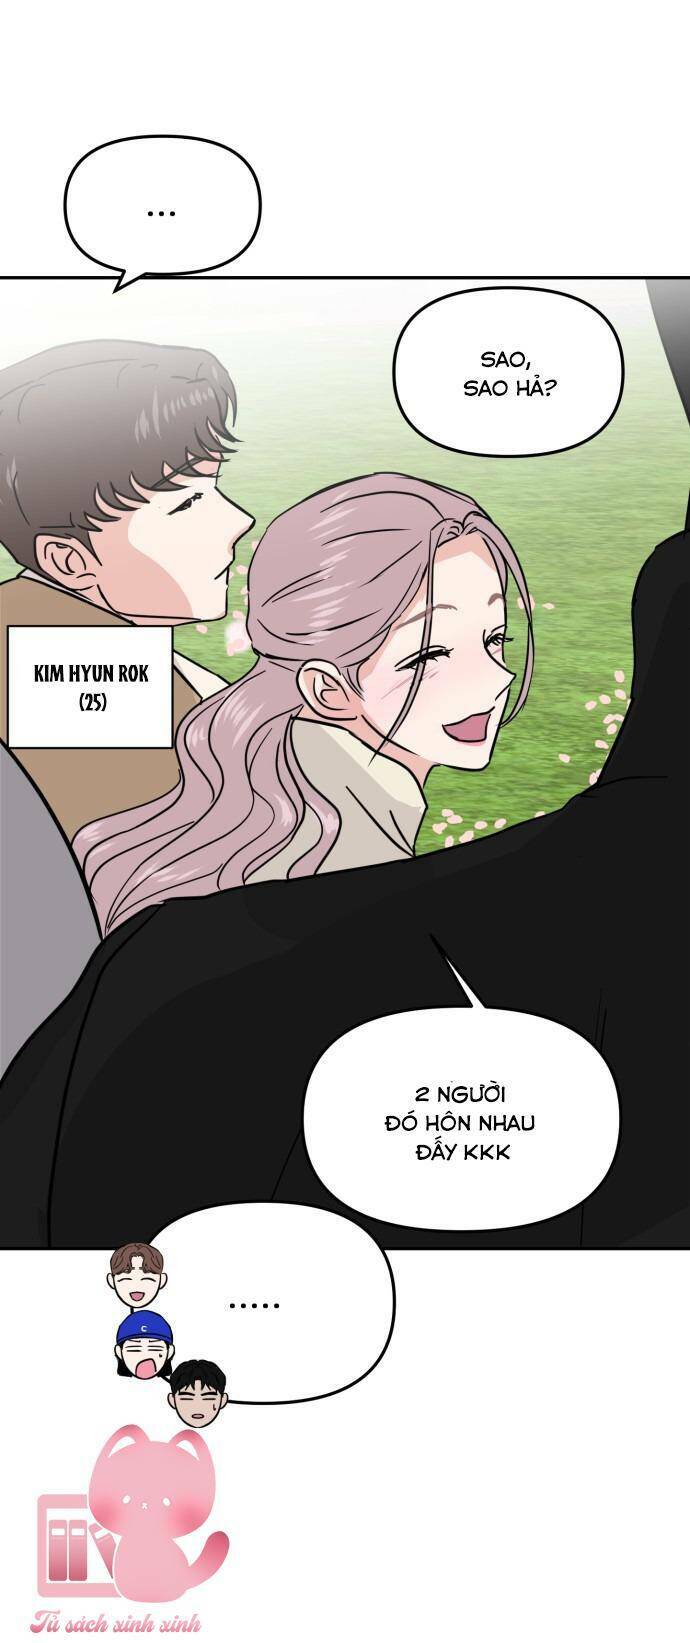 ...
SAO,
SAO HẢ?
KIM HYUN ROK
(25)
2 NGƯỜI
ĐÓ HÔN NHAU
ĐẤY KKK
.....
C
Tủ sách xinh xinh